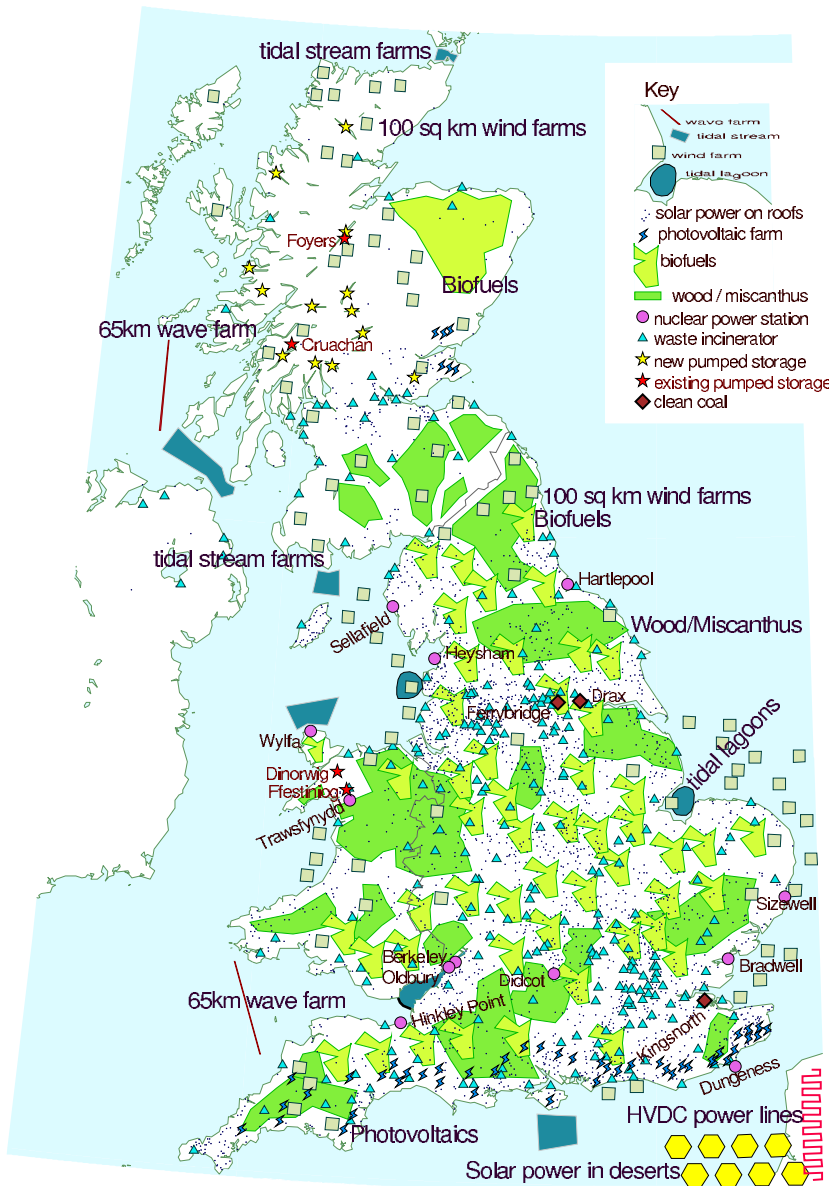 tidal stream farms
Key
wave farm
tidal stream
wind farm
tidal lagoon
solar power on roofs
photovoltaic farm
biofuels
wood / miscanthus
nuclear power station
waste incinerator
new pumped storage
existing pumped storage
clean coal
100 sq km wind farms
Foyers
Biofuels
65km wave farm
Cruachan
100 sq km wind farms
Biofuels
tidal stream farms
Hartlepool
Sellafield
Wood/Miscanthus
Heysham
Drax
Ferrybridge
Wylfa
tidal lagoons
Dinorwig
Ffestiniog
Trawsfynydd
Sizewell
Berkeley
Oldbury
Didcot
Bradwell
65km wave farm
Hinkley Point
Kingsnorth
Dungeness
HVDC power lines
Photovoltaics
Solar power in deserts